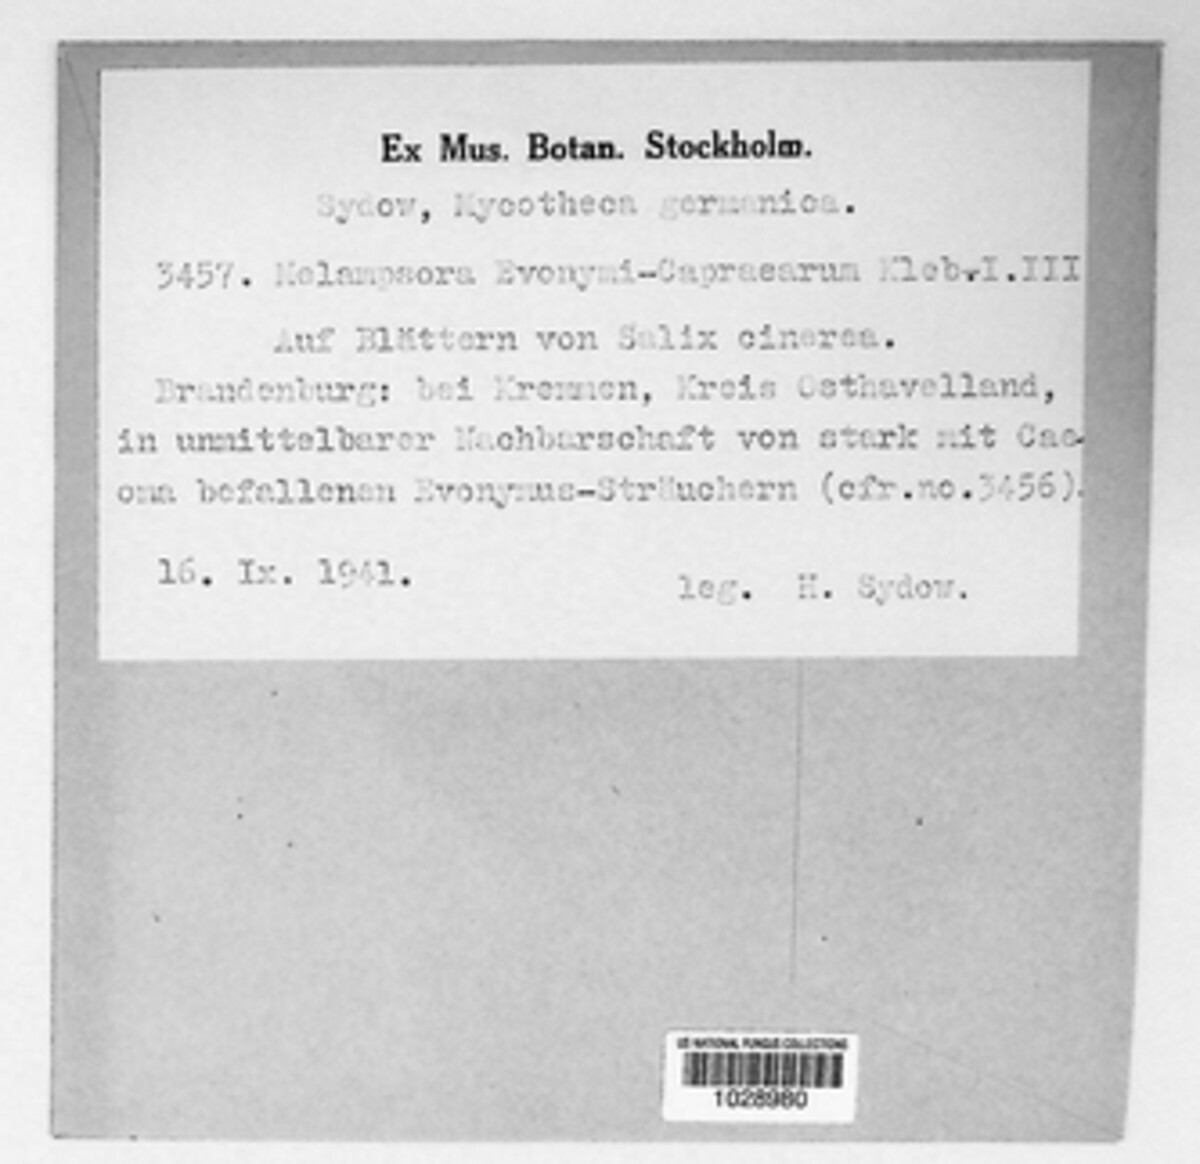 Ex Mus. Botan. Stockholm.
Sydow, Mycotheca germanica.
3457. Melampsora Evonymi-Capraearum Kleb.I.III
Auf Blättern von Salix cinerea.
Brandenburg: bei Kremmen, Kreis Osthavelland,
in unmittelbarer Nachbarschaft von stark mit Cae-
oma befallenen Evonymus-Sträuchern (cfr.no.3456).
16. Ix. 1941.
leg. H. Sydow.
US NATIONAL FUNGUS COLLECTIONS
1028980